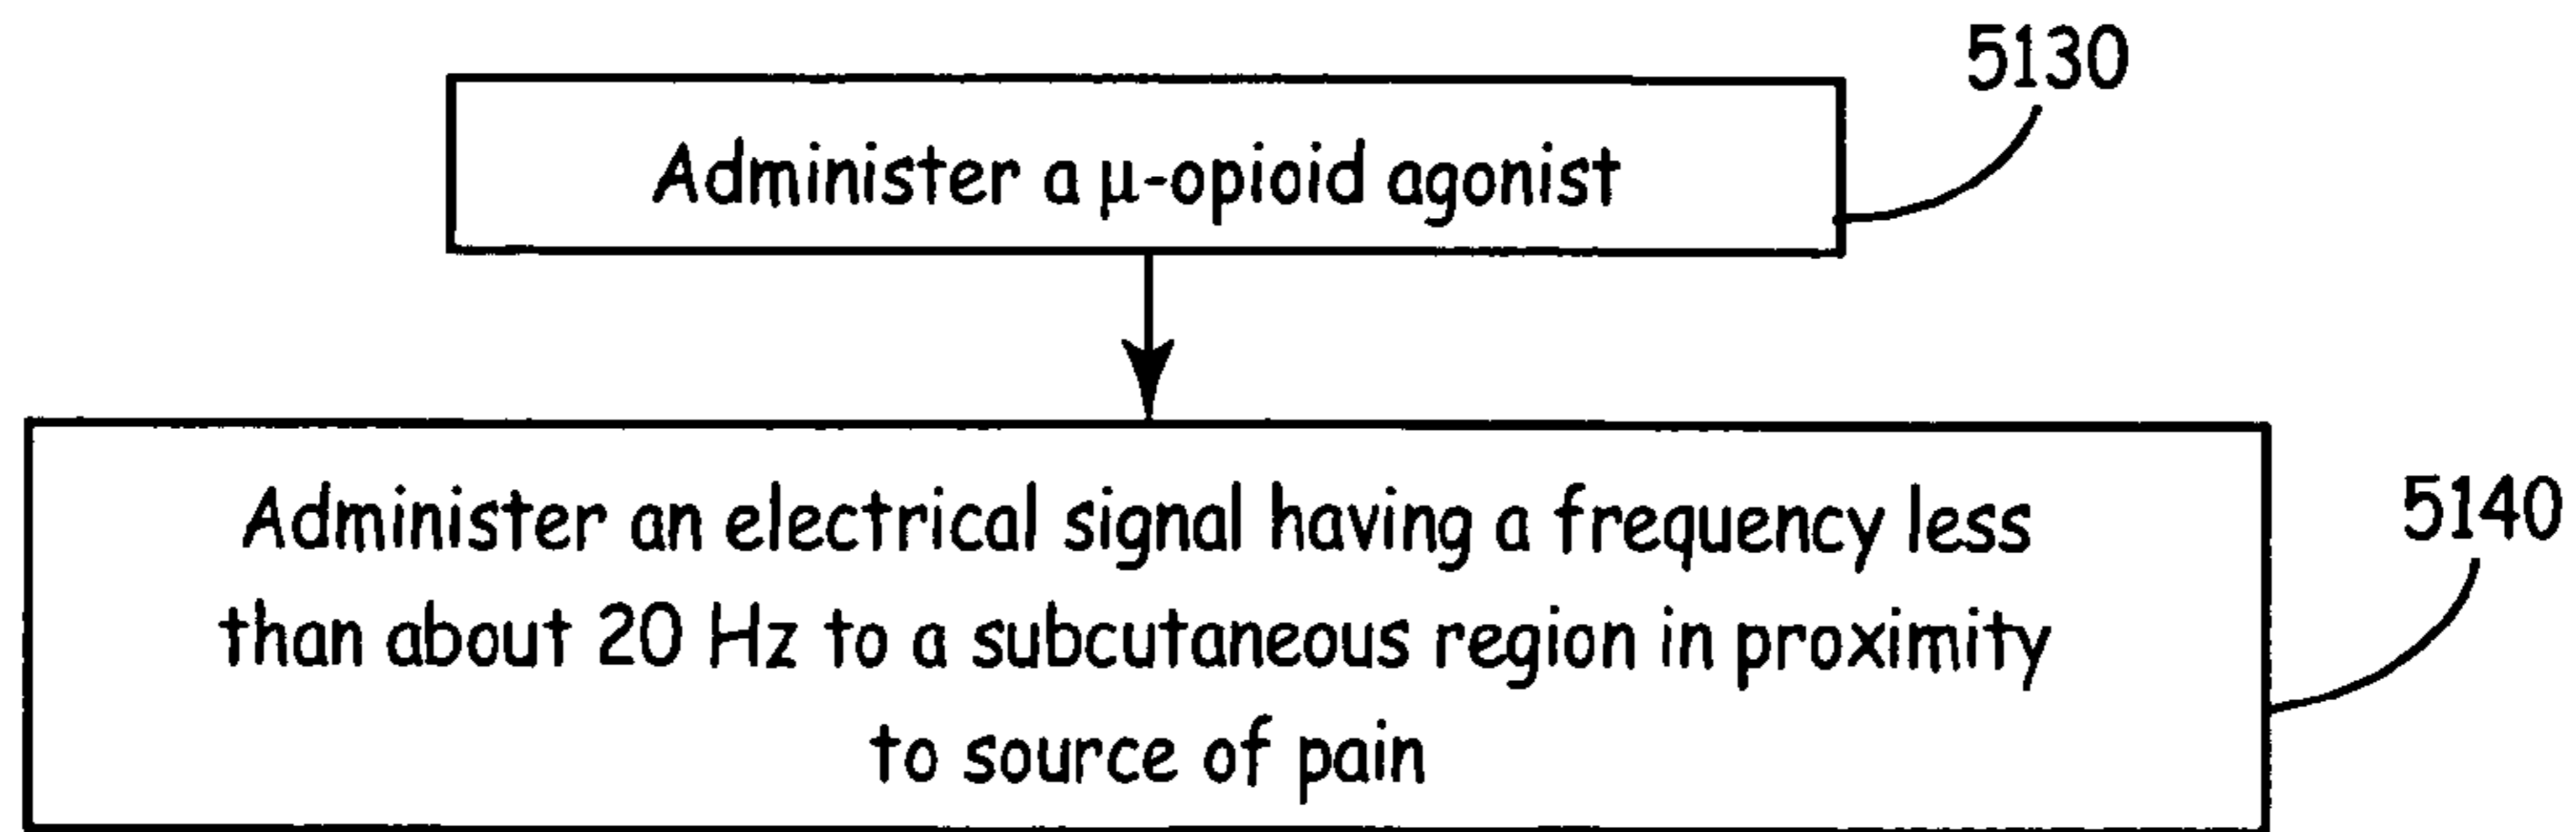 5130
Administer a μ-opioid agonist
5140
Administer an electrical signal having a frequency less
than about 20 Hz to a subcutaneous region in proximity
to source of pain